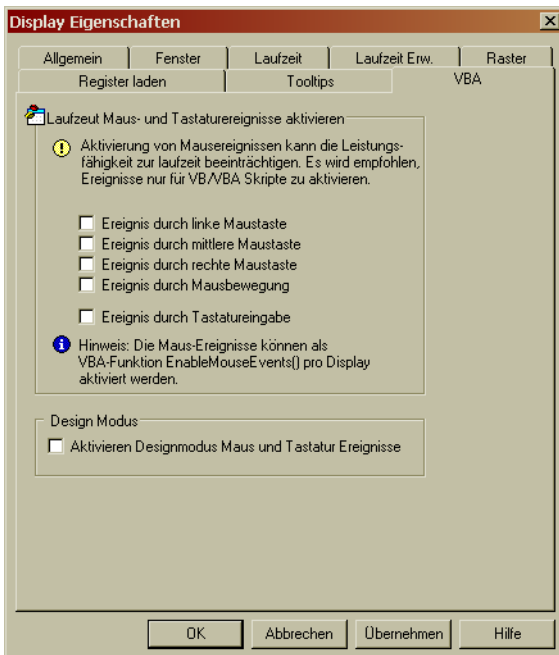 Display Eigenschaften
Allgemein Fenster Laufzeit Laufzeit Erw. Raster
Register laden Tooltips VBA
Laufzeut Maus- und Tastaturereignisse aktivieren
Aktivierung von Mausereignissen kann die Leistungs-
fähigkeit zur laufzeit beeinträchtigen. Es wird empfohlen,
Ereignisse nur für VB/VBA Skripte zu aktivieren.
Ereignis durch linke Maustaste
Ereignis durch mittlere Maustaste
Ereignis durch rechte Maustaste
Ereignis durch Mausbewegung
Ereignis durch Tastatureingabe
Hinweis: Die Maus-Ereignisse können als
VBA-Funktion EnableMouseEvents() pro Display
aktiviert werden.
Design Modus
Aktivieren Designmodus Maus und Tastatur Ereignisse
OK Abbrechen Übernehmen Hilfe